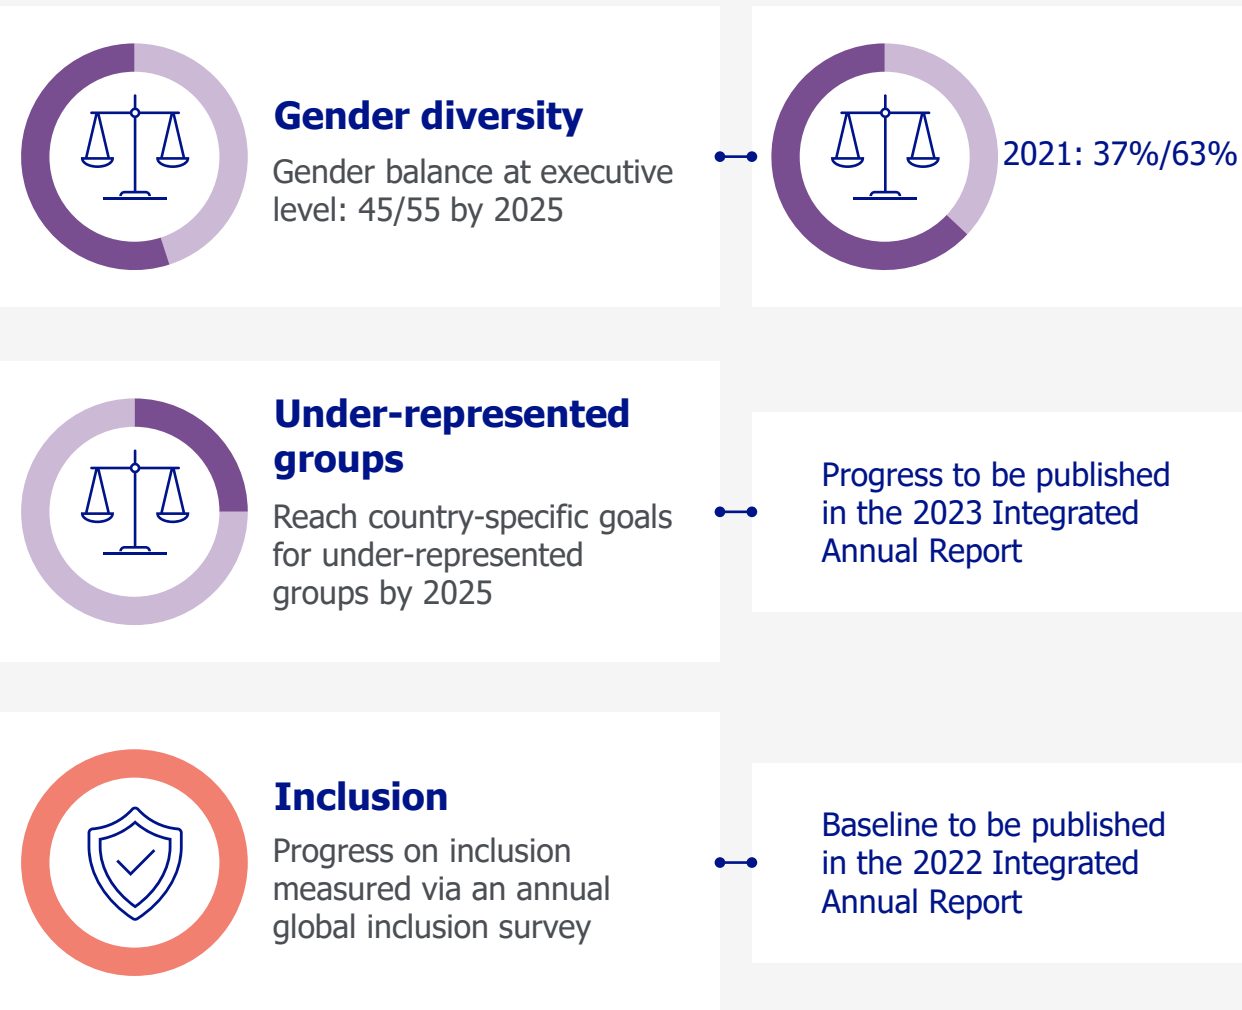 Gender diversity
Gender balance at executive
level: 45/55 by 2025
2021: 37%/63%
Under-represented
groups
Reach country-specific goals
for under-represented
groups by 2025
Progress to be published
in the 2023 Integrated
Annual Report
Inclusion
Progress on inclusion
measured via an annual
global inclusion survey
Baseline to be published
in the 2022 Integrated
Annual Report